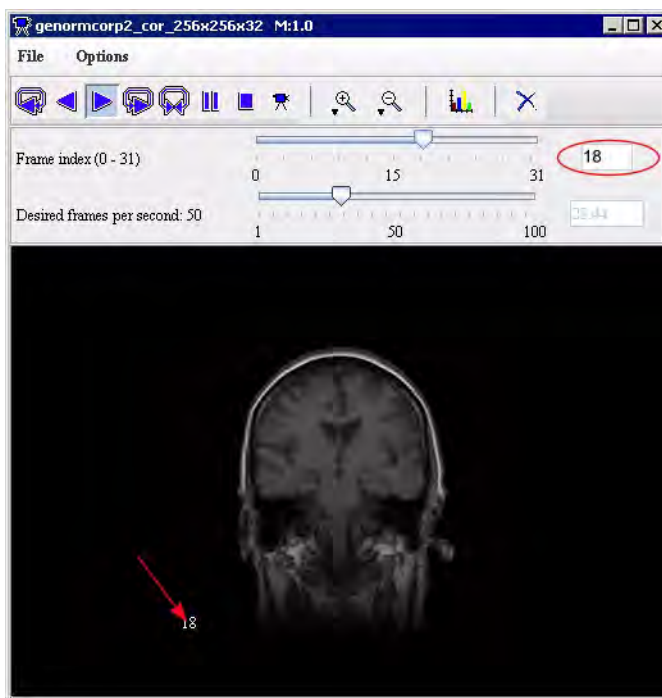 genormcorp2_cor_256x256x32 M:1.0
File Options
Frame index (0 - 31)
18
0 15 31
Desired frames per second: 50
1 50 100
18